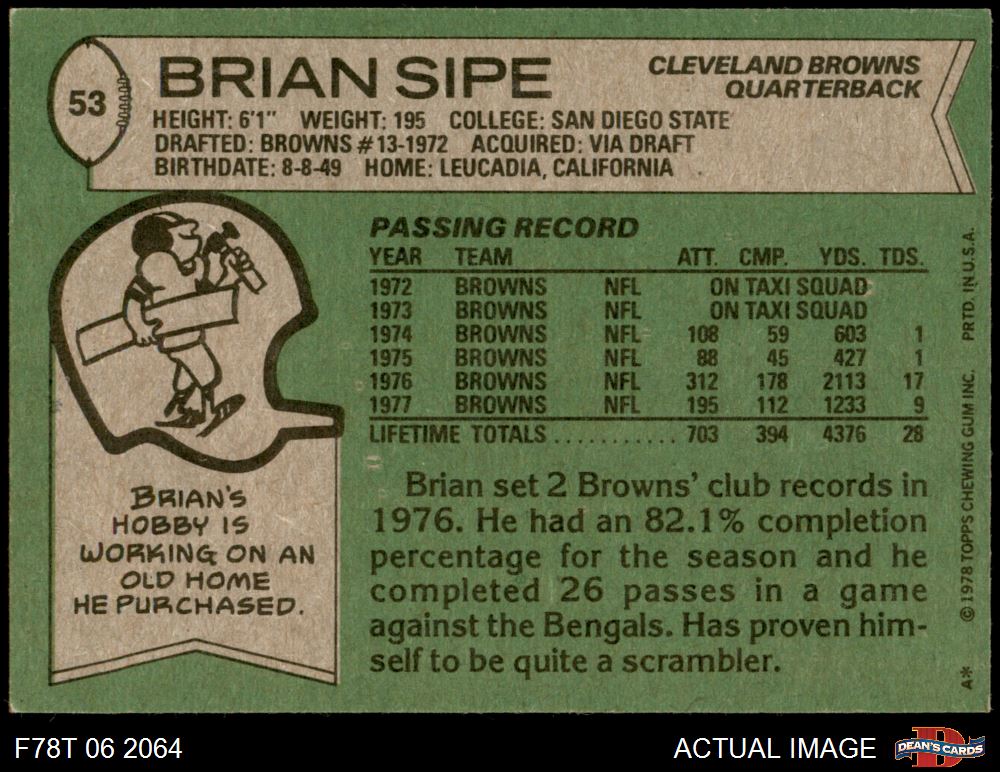 53
BRIAN SIPE
CLEVELAND BROWNS
QUARTERBACK
HEIGHT: 6'1" WEIGHT: 195 COLLEGE: SAN DIEGO STATE
DRAFTED: BROWNS #13-1972 ACQUIRED: VIA DRAFT
BIRTHDATE: 8-8-49 HOME: LEUCADIA, CALIFORNIA
BRIAN'S
HOBBY IS
WORKING ON AN
OLD HOME
HE PURCHASED.
PASSING RECORD
YEAR TEAM ATT. CMP. YDS. TDS.
1972 BROWNS NFL ON TAXI SQUAD
1973 BROWNS NFL ON TAXI SQUAD
1974 BROWNS NFL 108 59 603 1
1975 BROWNS NFL 88 45 427 1
1976 BROWNS NFL 312 178 2113 17
1977 BROWNS NFL 195 112 1233 9
LIFETIME TOTALS........... 703 394 4376 28
Brian set 2 Browns' club records in
1976. He had an 82.1% completion
percentage for the season and he
completed 26 passes in a game
against the Bengals. Has proven him-
self to be quite a scrambler.
A* ©1978 TOPPS CHEWING GUM INC. PRTD. IN U.S.A.
F78T 06 2064
ACTUAL IMAGE
D
DEAN'S CARDS